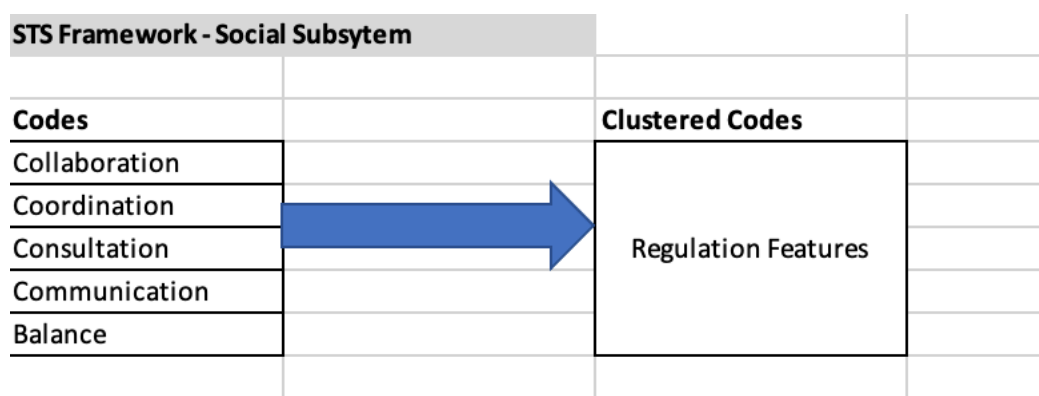 STS Framework - Social Subsytem
Codes
Clustered Codes
Collaboration
Coordination
Consultation
Communication
Balance
Regulation Features